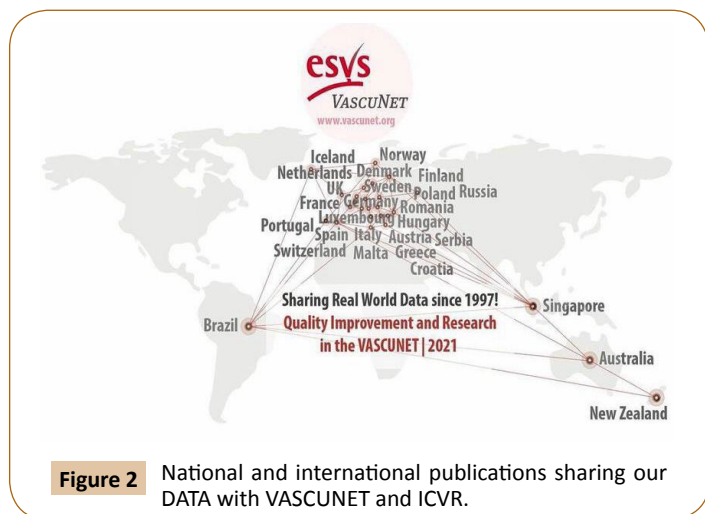 esvs
VASCUNET
www.vascunet.org
Iceland
Norway
Netherlands
Denmark
Finland
UK
Sweden
Poland
Russia
France
Germany
Romania
Portugal
Luxembourg
Hungary
Spain
Italy
Austria
Serbia
Switzerland
Malta
Greece
Croatia
Sharing Real World Data since 1997!
Singapore
Brazil
Quality Improvement and Research
in the VASCUNET | 2021
Australia
New Zealand
Figure 2
National and international publications sharing our
DATA with VASCUNET and ICVR.